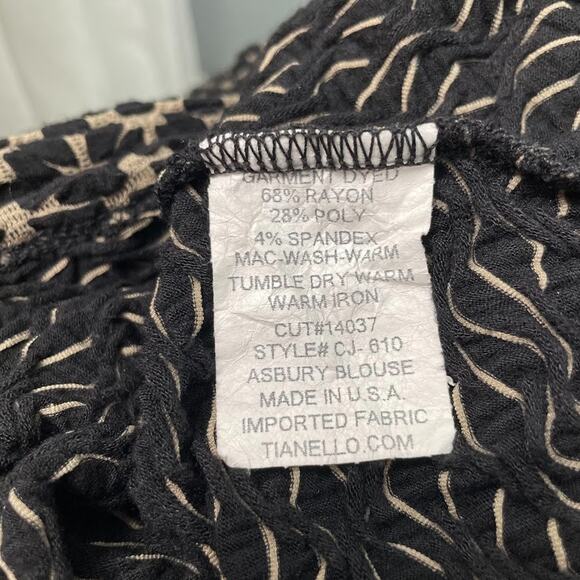 GARMENT DYED
68% RAYON
28% POLY
4% SPANDEX
MAC-WASH-WARM
TUMBLE DRY WARM
WARM IRON
CUT#14037
STYLE# CJ- 610
ASBURY BLOUSE
MADE IN U.S.A.
IMPORTED FABRIC
TIANELLO.COM